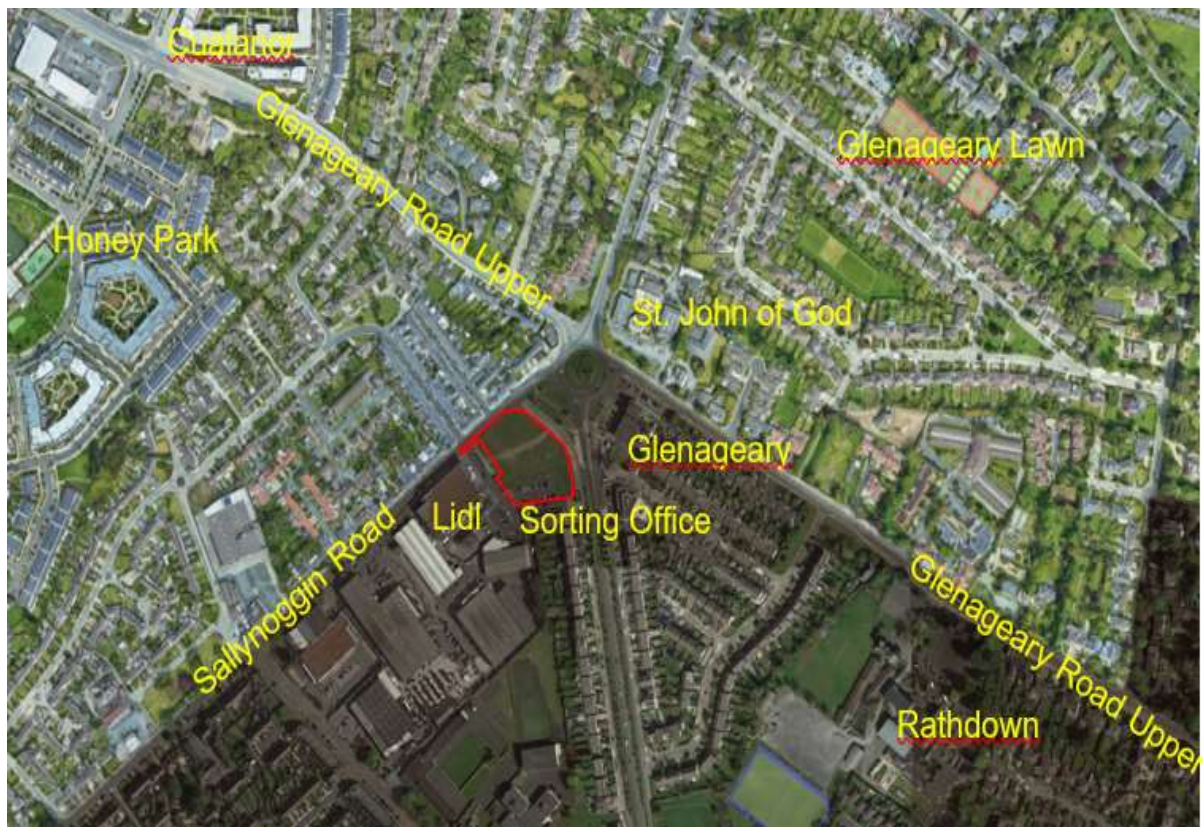 Cualanor
Glenageary Road Upper
Glenageary Lawn
Honey Park
St. John of God
Glenageary
Lidl
Sorting Office
Sallynoggin Road
Glenageary Road Upper
Rathdown